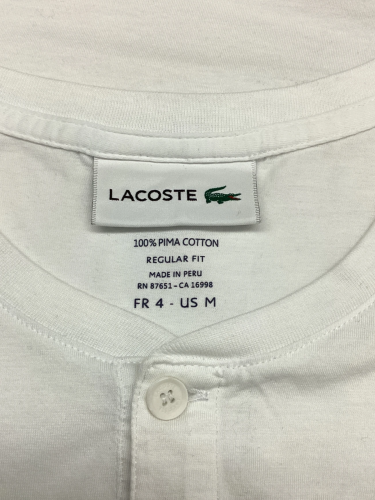 LACOSTE
100% PIMA COTTON
REGULAR FIT
MADE IN PERU
RN 87651 - CA 16998
FR 4 - US M